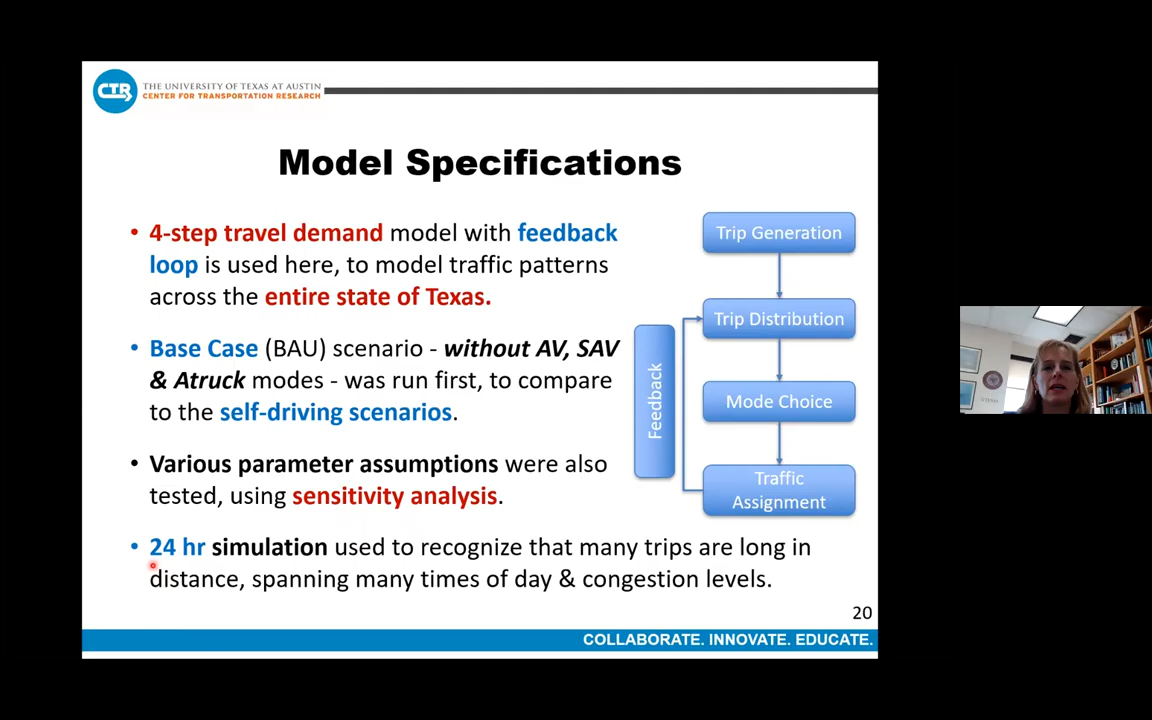 CTR
THE UNIVERSITY OF TEXAS AT AUSTIN
CENTER FOR TRANSPORTATION RESEARCH
Model Specifications
• 4-step travel demand model with feedback
loop is used here, to model traffic patterns
across the entire state of Texas.
• Base Case (BAU) scenario - without AV, SAV
& Atruck modes - was run first, to compare
to the self-driving scenarios.
• Various parameter assumptions were also
tested, using sensitivity analysis.
• 24 hr simulation used to recognize that many trips are long in
distance, spanning many times of day & congestion levels.
Trip Generation
Trip Distribution
Mode Choice
Traffic
Assignment
Feedback
20
COLLABORATE. INNOVATE. EDUCATE.